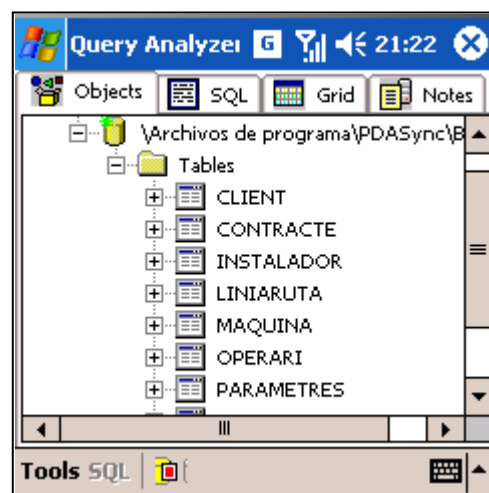 Query Analyzer G 21:22
Objects SQL Grid Notes
\Archivos de programa\PDASync\B
Tables
CLIENT
CONTRACTE
INSTALADOR
LINIARUTA
MAQUINA
OPERARI
PARAMETRES
Tools SQL